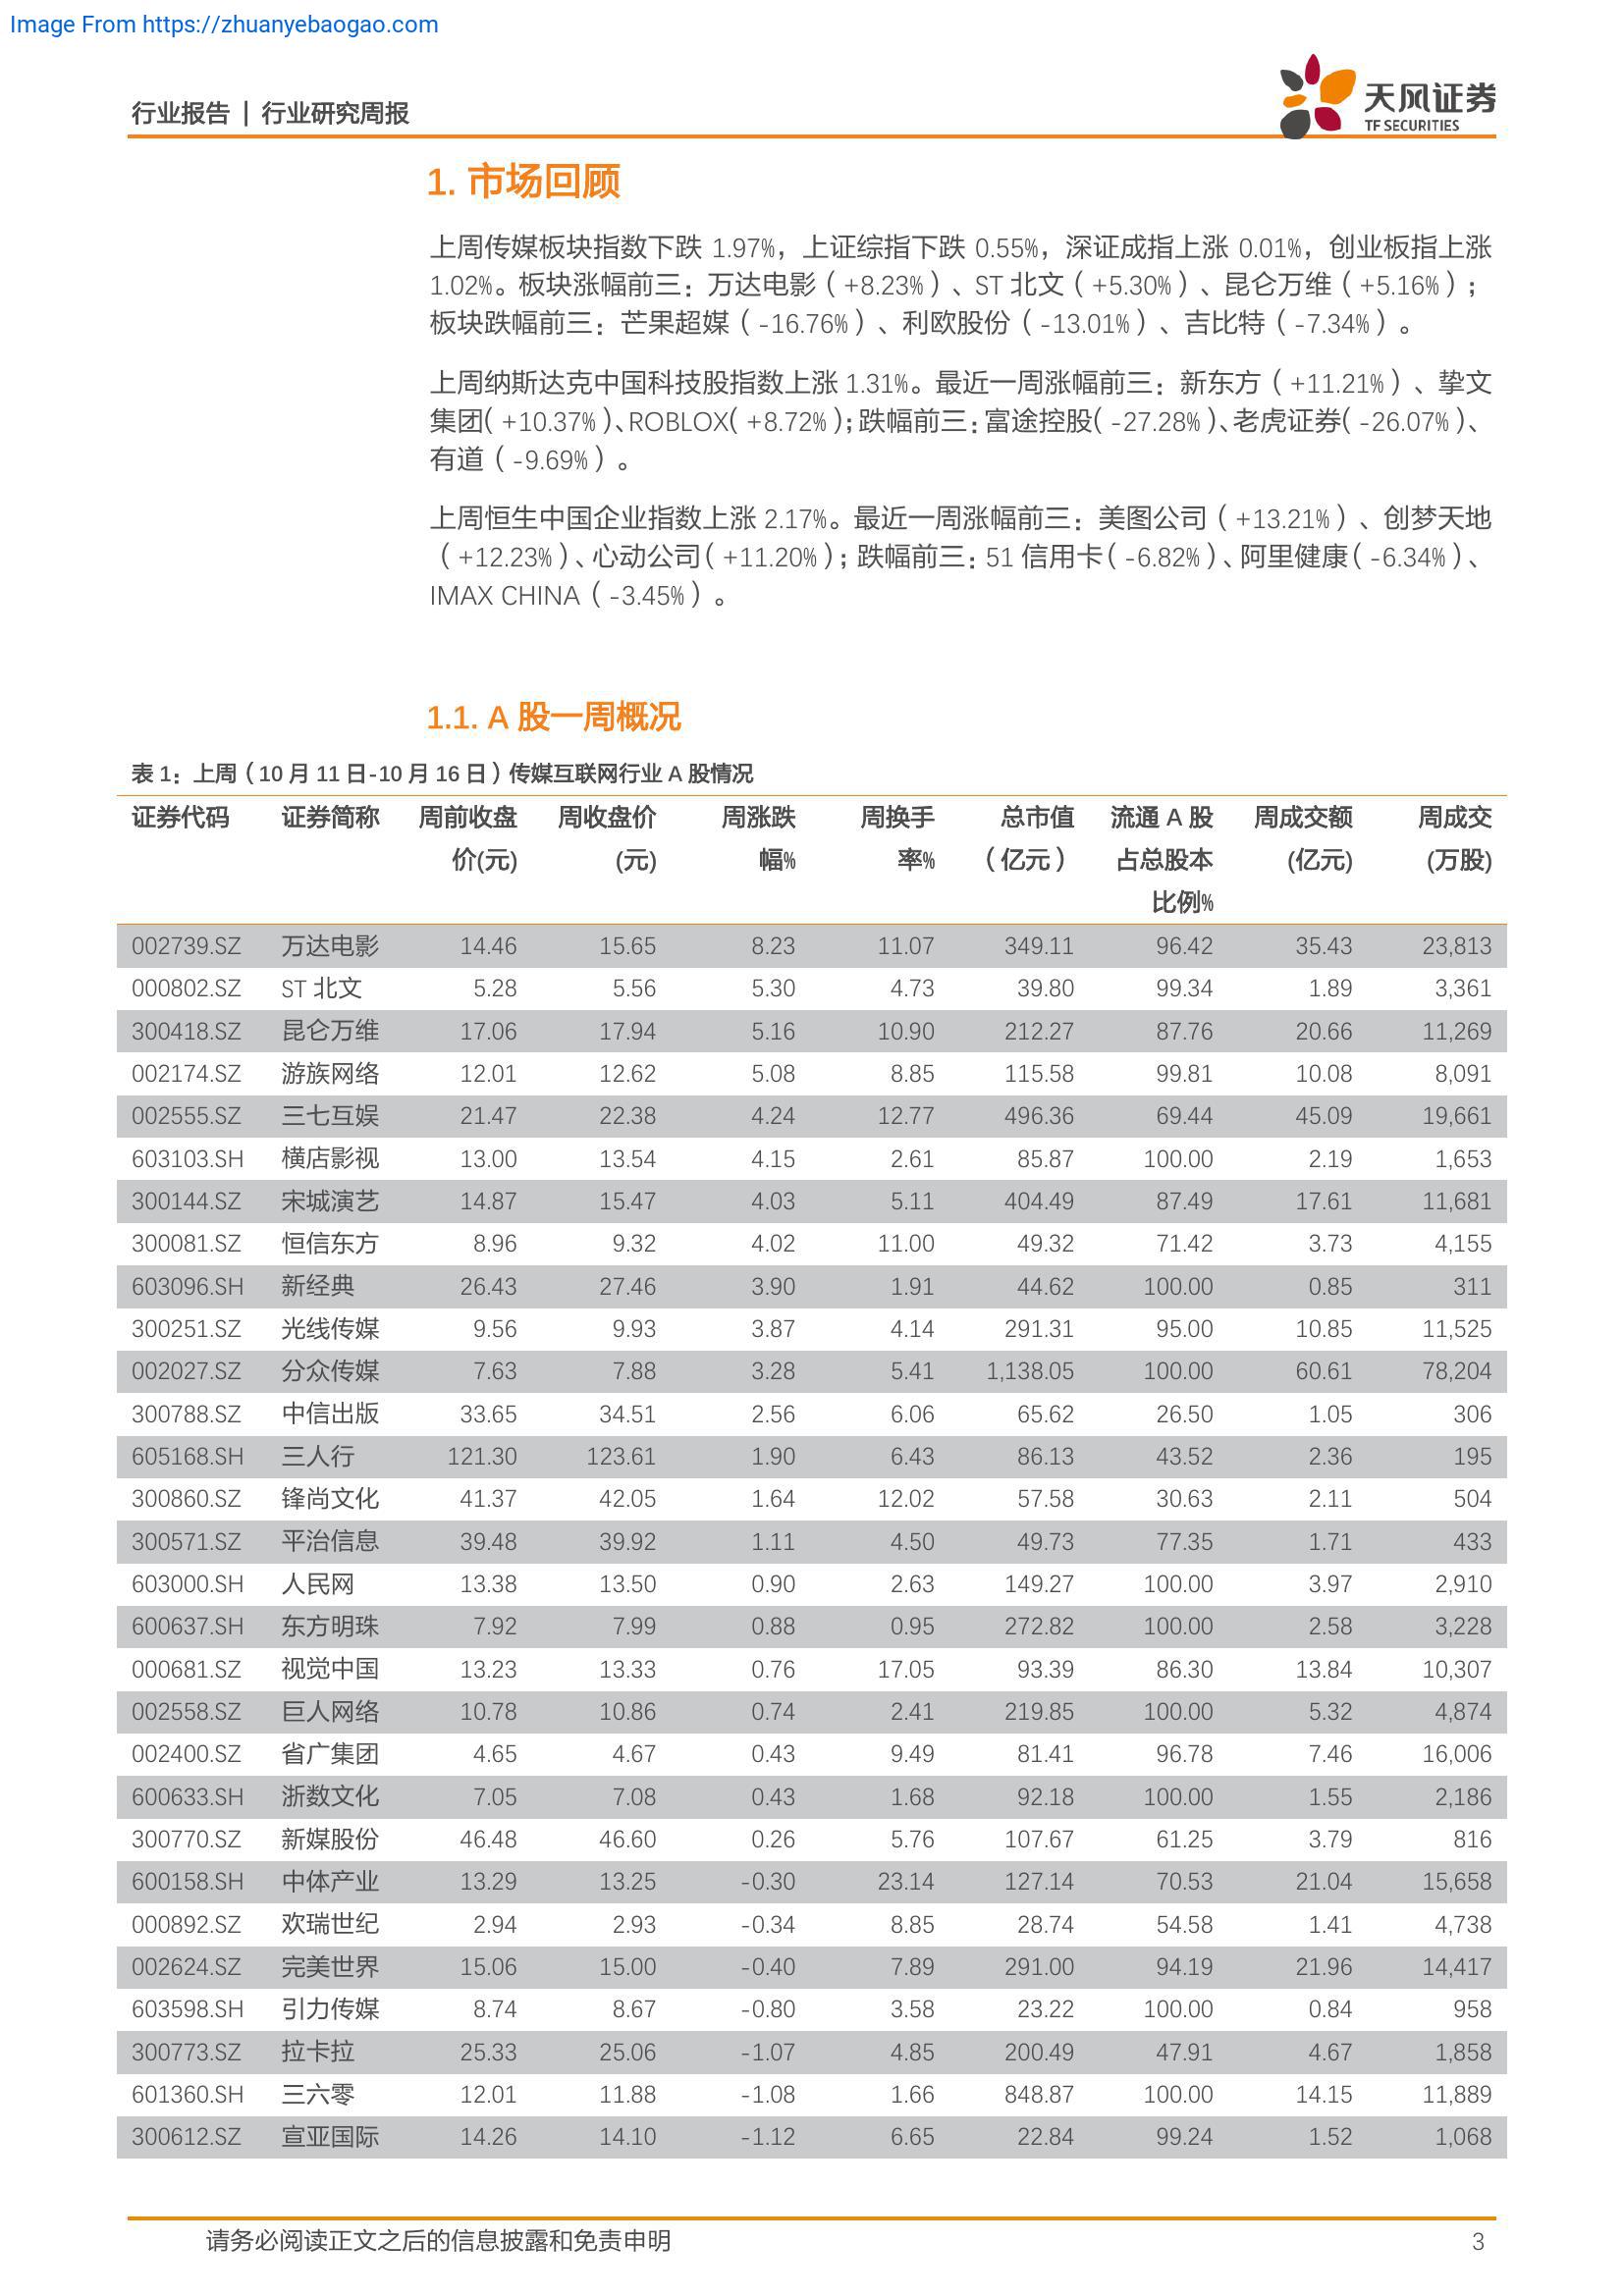 Image From https://zhuanyebaogao.com
行业报告 | 行业研究周报
天风证券
TF SECURITIES
1. 市场回顾
上周传媒板块指数下跌 1.97%，上证综指下跌 0.55%，深证成指上涨 0.01%，创业板指上涨
1.02%。板块涨幅前三：万达电影（+8.23%）、ST 北文（+5.30%）、昆仑万维（+5.16%）；
板块跌幅前三：芒果超媒（-16.76%）、利欧股份（-13.01%）、吉比特（-7.34%）。
上周纳斯达克中国科技股指数上涨 1.31%。最近一周涨幅前三：新东方（+11.21%）、挚文
集团（+10.37%）、ROBLOX（+8.72%）；跌幅前三：富途控股（-27.28%）、老虎证券（-26.07%）、
有道（-9.69%）。
上周恒生中国企业指数上涨 2.17%。最近一周涨幅前三：美图公司（+13.21%）、创梦天地
（+12.23%）、心动公司（+11.20%）；跌幅前三：51 信用卡（-6.82%）、阿里健康（-6.34%）、
IMAX CHINA（-3.45%）。
1.1. A 股一周概况
表 1：上周（10 月 11 日-10 月 16 日）传媒互联网行业 A 股情况
证券代码 证券简称 周前收盘 周收盘价 周涨跌 周换手 总市值 流通 A 股 周成交额 周成交
价(元) (元) 幅% 率% （亿元） 占总股本 (亿元) (万股)
比例%
002739.SZ 万达电影 14.46 15.65 8.23 11.07 349.11 96.42 35.43 23,813
000802.SZ ST 北文 5.28 5.56 5.30 4.73 39.80 99.34 1.89 3,361
300418.SZ 昆仑万维 17.06 17.94 5.16 10.90 212.27 87.76 20.66 11,269
002174.SZ 游族网络 12.01 12.62 5.08 8.85 115.58 99.81 10.08 8,091
002555.SZ 三七互娱 21.47 22.38 4.24 12.77 496.36 69.44 45.09 19,661
603103.SH 横店影视 13.00 13.54 4.15 2.61 85.87 100.00 2.19 1,653
300144.SZ 宋城演艺 14.87 15.47 4.03 5.11 404.49 87.49 17.61 11,681
300081.SZ 恒信东方 8.96 9.32 4.02 11.00 49.32 71.42 3.73 4,155
603096.SH 新经典 26.43 27.46 3.90 1.91 44.62 100.00 0.85 311
300251.SZ 光线传媒 9.56 9.93 3.87 4.14 291.31 95.00 10.85 11,525
002027.SZ 分众传媒 7.63 7.88 3.28 5.41 1,138.05 100.00 60.61 78,204
300788.SZ 中信出版 33.65 34.51 2.56 6.06 65.62 26.50 1.05 306
605168.SH 三人行 121.30 123.61 1.90 6.43 86.13 43.52 2.36 195
300860.SZ 锋尚文化 41.37 42.05 1.64 12.02 57.58 30.63 2.11 504
300571.SZ 平治信息 39.48 39.92 1.11 4.50 49.73 77.35 1.71 433
603000.SH 人民网 13.38 13.50 0.90 2.63 149.27 100.00 3.97 2,910
600637.SH 东方明珠 7.92 7.99 0.88 0.95 272.82 100.00 2.58 3,228
000681.SZ 视觉中国 13.23 13.33 0.76 17.05 93.39 86.30 13.84 10,307
002558.SZ 巨人网络 10.78 10.86 0.74 2.41 219.85 100.00 5.32 4,874
002400.SZ 省广集团 4.65 4.67 0.43 9.49 81.41 96.78 7.46 16,006
600633.SH 浙数文化 7.05 7.08 0.43 1.68 92.18 100.00 1.55 2,186
300770.SZ 新媒股份 46.48 46.60 0.26 5.76 107.67 61.25 3.79 816
600158.SH 中体产业 13.29 13.25 -0.30 23.14 127.14 70.53 21.04 15,658
000892.SZ 欢瑞世纪 2.94 2.93 -0.34 8.85 28.74 54.58 1.41 4,738
002624.SZ 完美世界 15.06 15.00 -0.40 7.89 291.00 94.19 21.96 14,417
603598.SH 引力传媒 8.74 8.67 -0.80 3.58 23.22 100.00 0.84 958
300773.SZ 拉卡拉 25.33 25.06 -1.07 4.85 200.49 47.91 4.67 1,858
601360.SH 三六零 12.01 11.88 -1.08 1.66 848.87 100.00 14.15 11,889
300612.SZ 宣亚国际 14.26 14.10 -1.12 6.65 22.84 99.24 1.52 1,068
请务必阅读正文之后的信息披露和免责申明 3